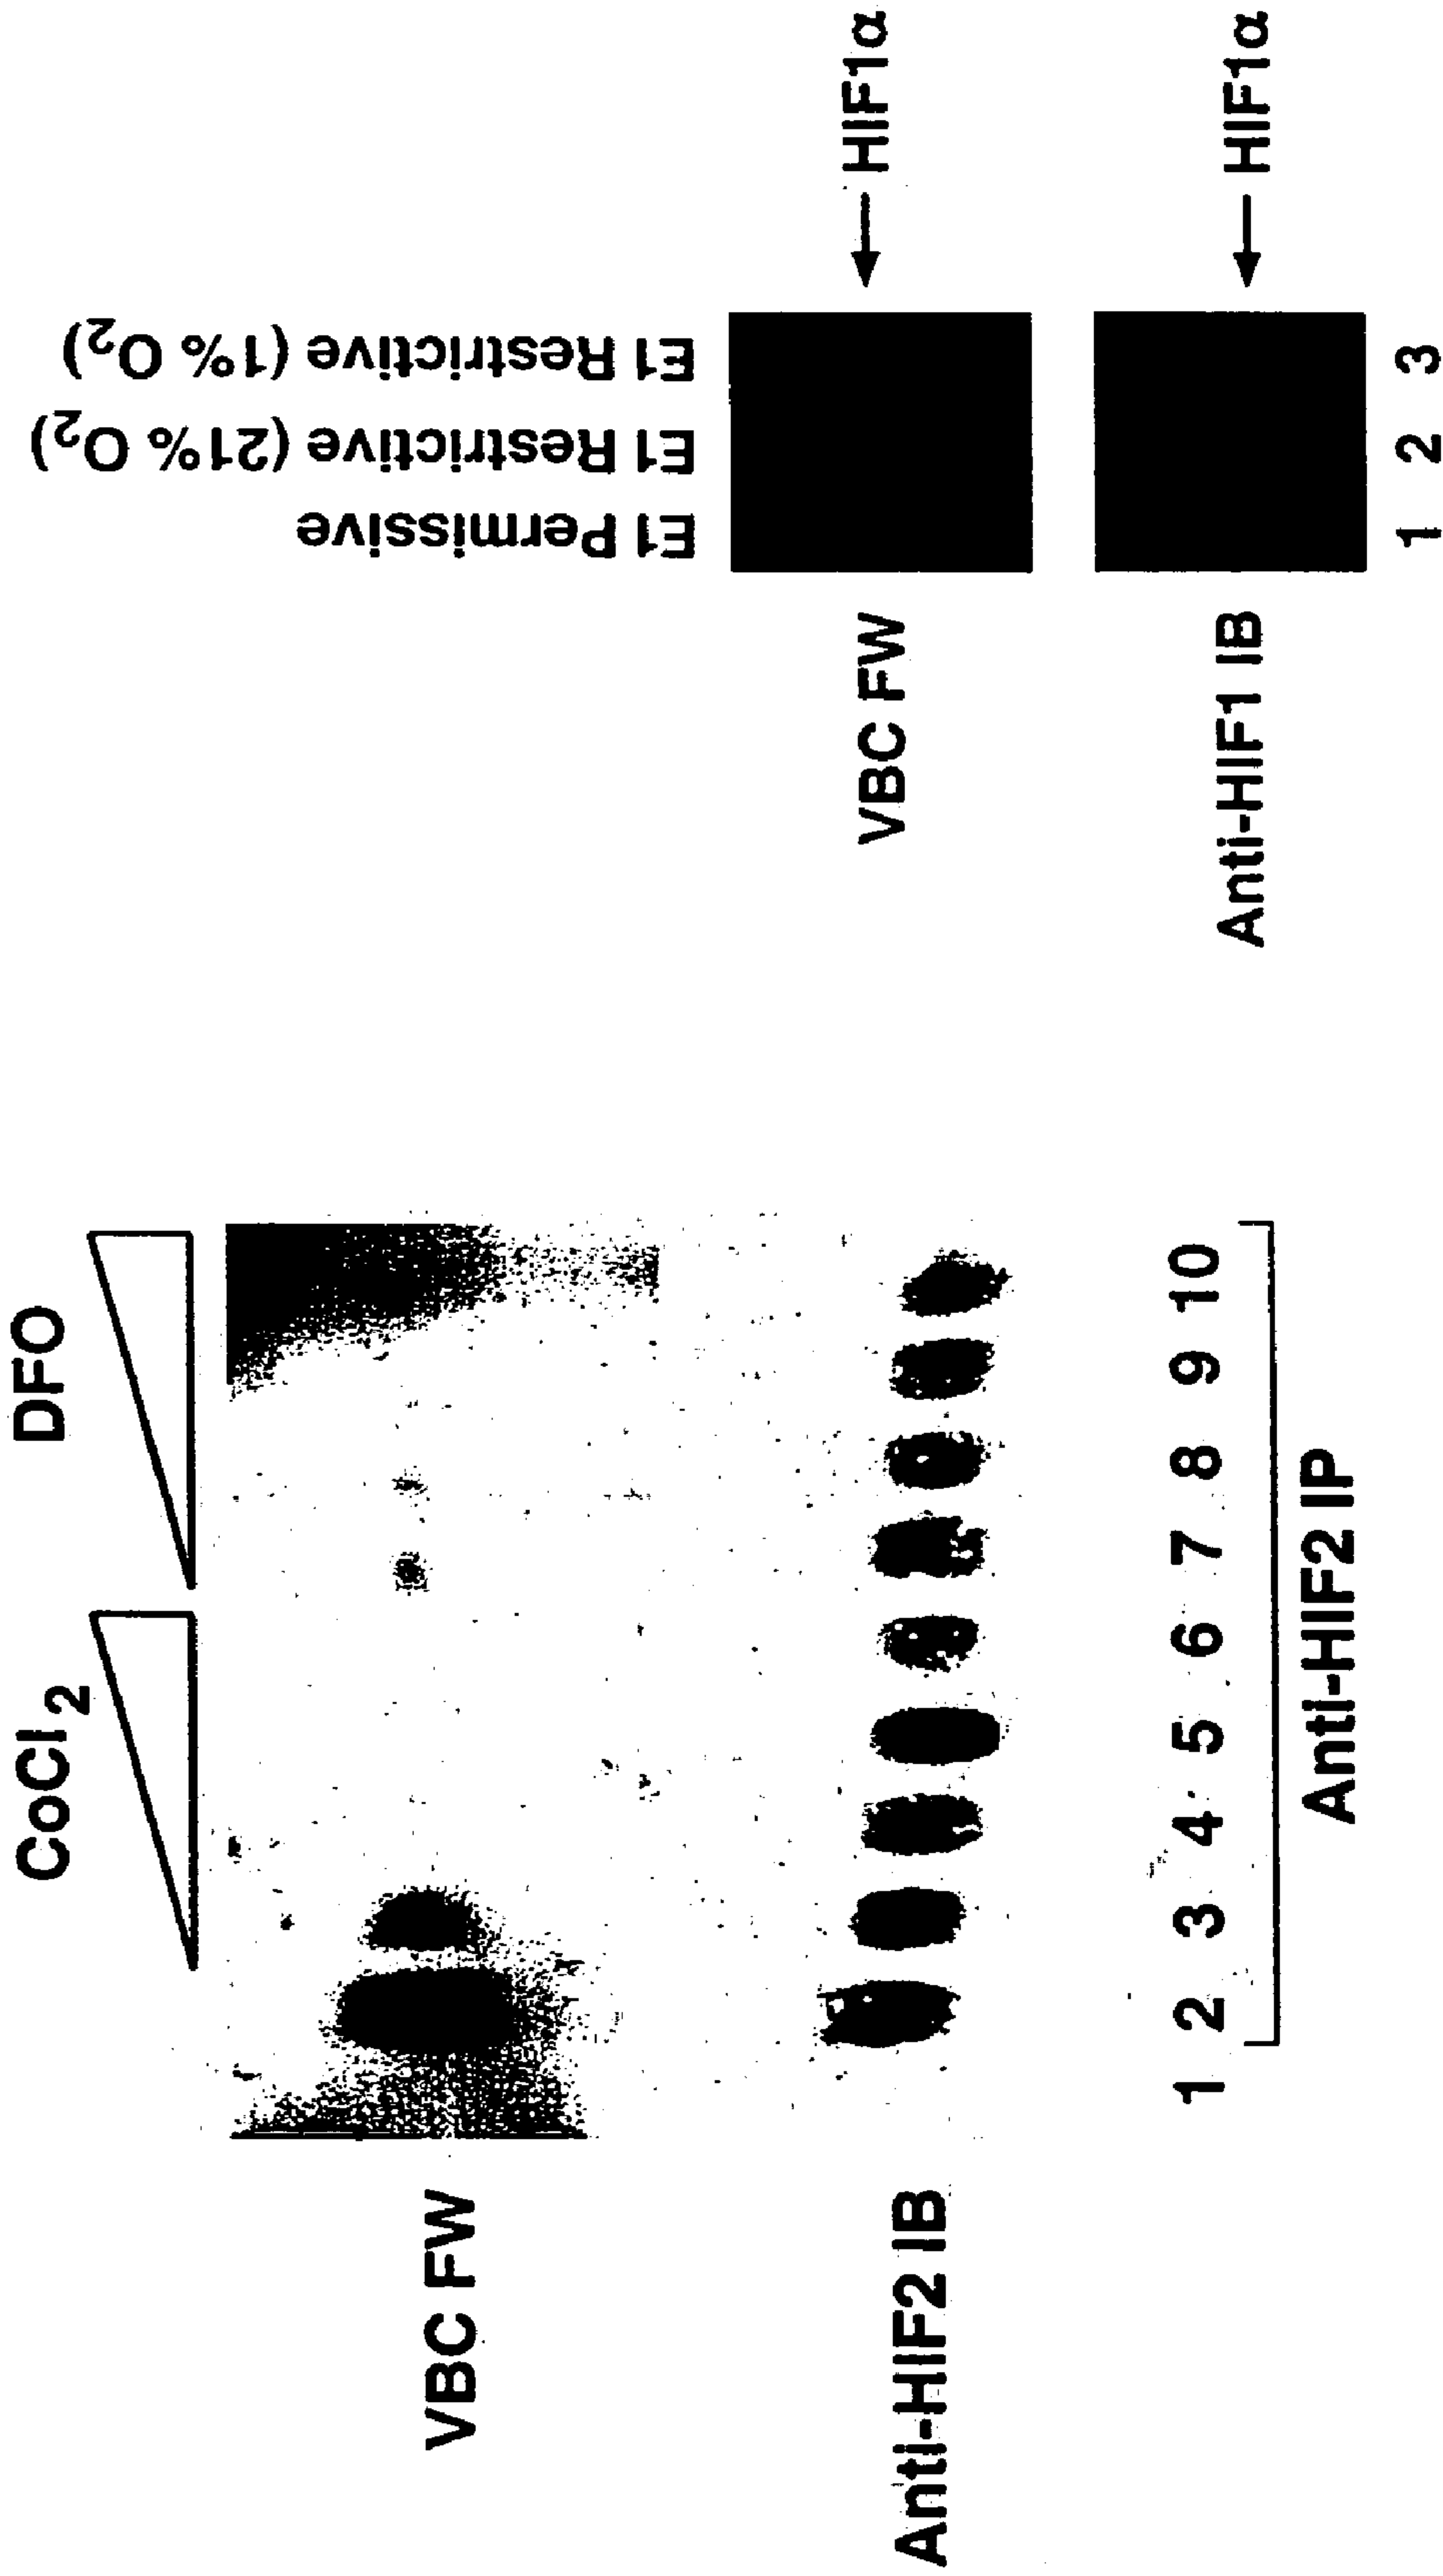 CoCl2
DFO
VBC FW
Anti-HIF2 IB
1 2 3 4 5 6 7 8 9 10
Anti-HIF2 IP
E1 Permissive
E1 Restrictive (21% O2)
E1 Restrictive (1% O2)
VBC FW
← HIF1α
Anti-HIF1 IB
← HIF1α
1 2 3